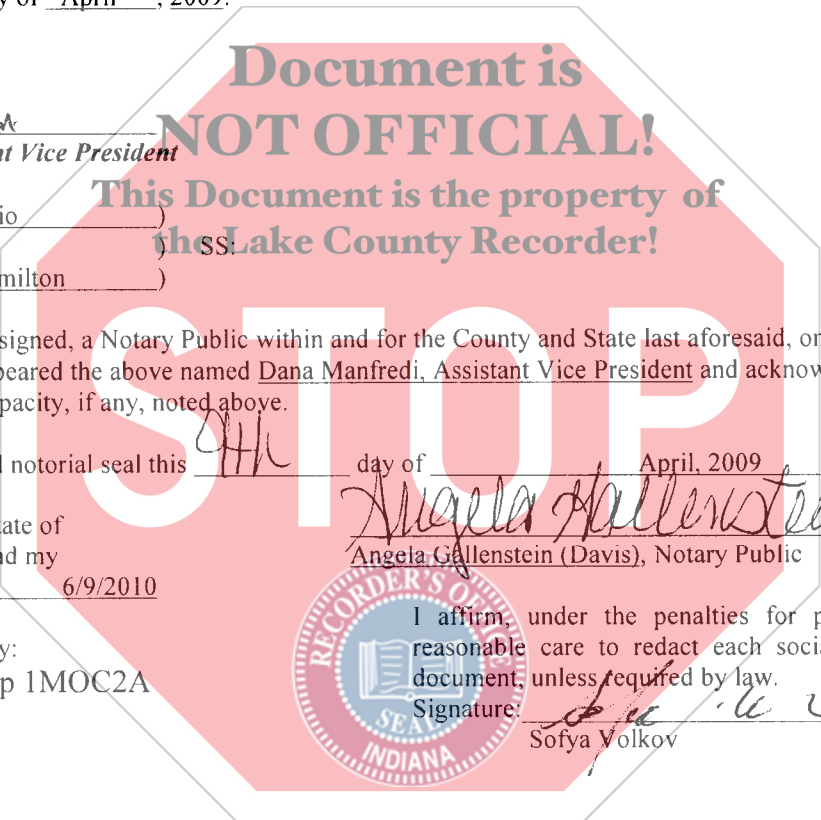 y of April , 2009.
Document is
NOT OFFICIAL!
nt Vice President
This Document is the property of
the Lake County Recorder!
io )
) SS:
milton )
STOP
signed, a Notary Public within and for the County and State last aforesaid, on
peared the above named Dana Manfredi, Assistant Vice President and acknow
pacity, if any, noted above.
d notorial seal this 9th day of April, 2009
ate of
nd my
6/9/2010
Angela Gallenstein (Davis), Notary Public
RECORDER'S OFFICE
SEAL
INDIANA
I affirm, under the penalties for p
reasonable care to redact each socia
document, unless required by law.
y:
p 1MOC2A
Signature:
Sofya Volkov